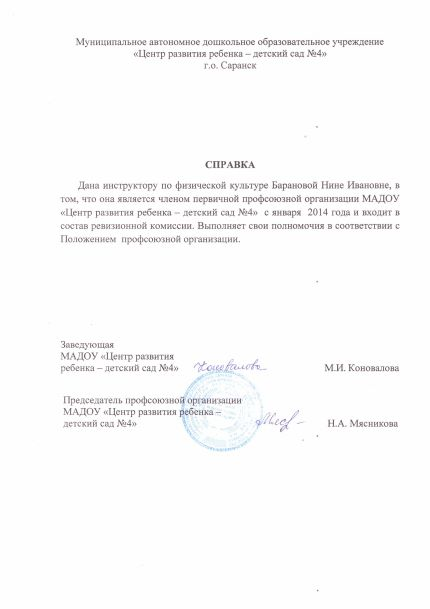 Муниципальное автономное дошкольное образовательное учреждение
«Центр развития ребенка – детский сад №4»
г.о. Саранск
СПРАВКА
Дана инструктору по физической культуре Барановой Нине Ивановне, в
том, что она является членом первичной профсоюзной организации МАДОУ
«Центр развития ребенка – детский сад №4» с января 2014 года и входит в
состав ревизионной комиссии. Выполняет свои полномочия в соответствии с
Положением профсоюзной организации.
Заведующая
МАДОУ «Центр развития
ребенка – детский сад №4» Коновалова М.И. Коновалова
Председатель профсоюзной организации
МАДОУ «Центр развития ребенка –
детский сад №4» Н.А. Мясникова